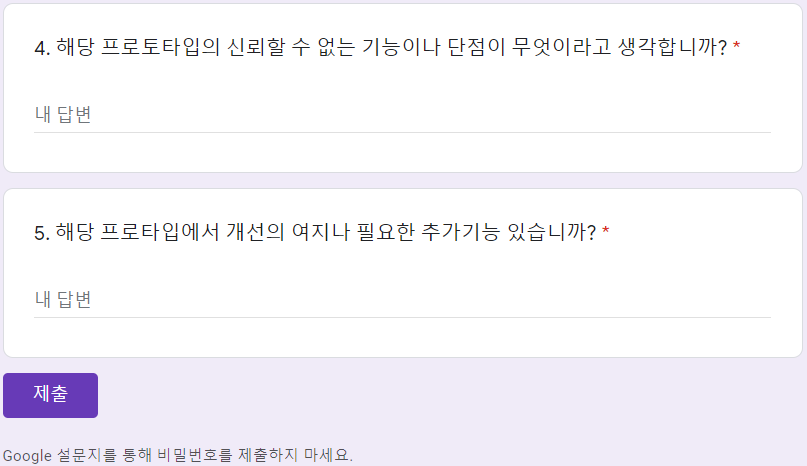 4. 해당 프로토타입의 신뢰할 수 없는 기능이나 단점이 무엇이라고 생각합니까? *
내 답변
5. 해당 프로타입에서 개선의 여지나 필요한 추가기능 있습니까? *
내 답변
제출
Google 설문지를 통해 비밀번호를 제출하지 마세요.